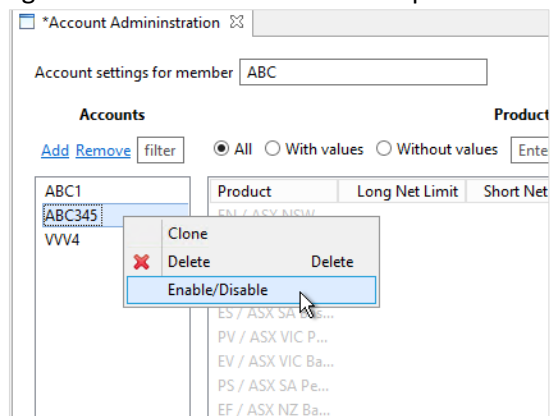 *Account Admininstration
Account settings for member ABC
Accounts
Product
Add Remove filter
All With values Without values Ente
ABC1
ABC345
VVV4
Product Long Net Limit Short Net
EN / ASX NSW
Clone
Delete Delete
Enable/Disable
ES / ASX SA Bas...
PV / ASX VIC P...
EV / ASX VIC Ba...
PS / ASX SA Pe...
EF / ASX NZ Ba...